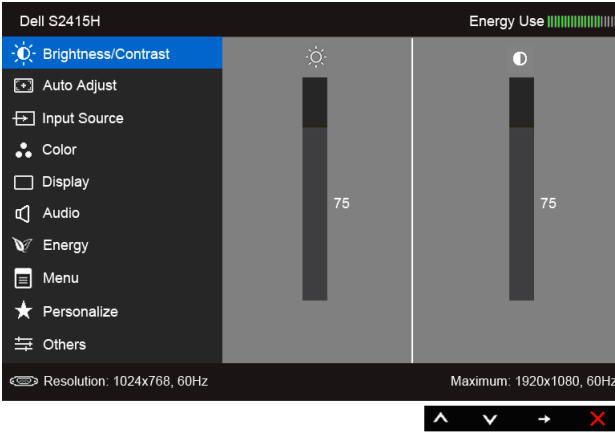 Dell S2415H
Energy Use
Brightness/Contrast
Auto Adjust
Input Source
Color
Display
Audio
Energy
Menu
Personalize
Others
75
75
Resolution: 1024x768, 60Hz
Maximum: 1920x1080, 60Hz